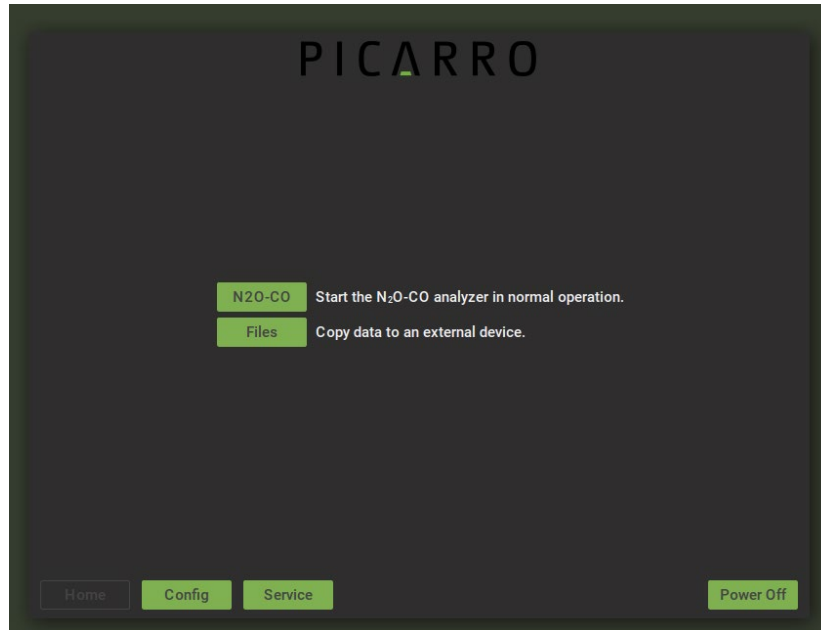 PICARRO
N2O-CO Start the N₂O-CO analyzer in normal operation.
Files Copy data to an external device.
Home Config Service Power Off